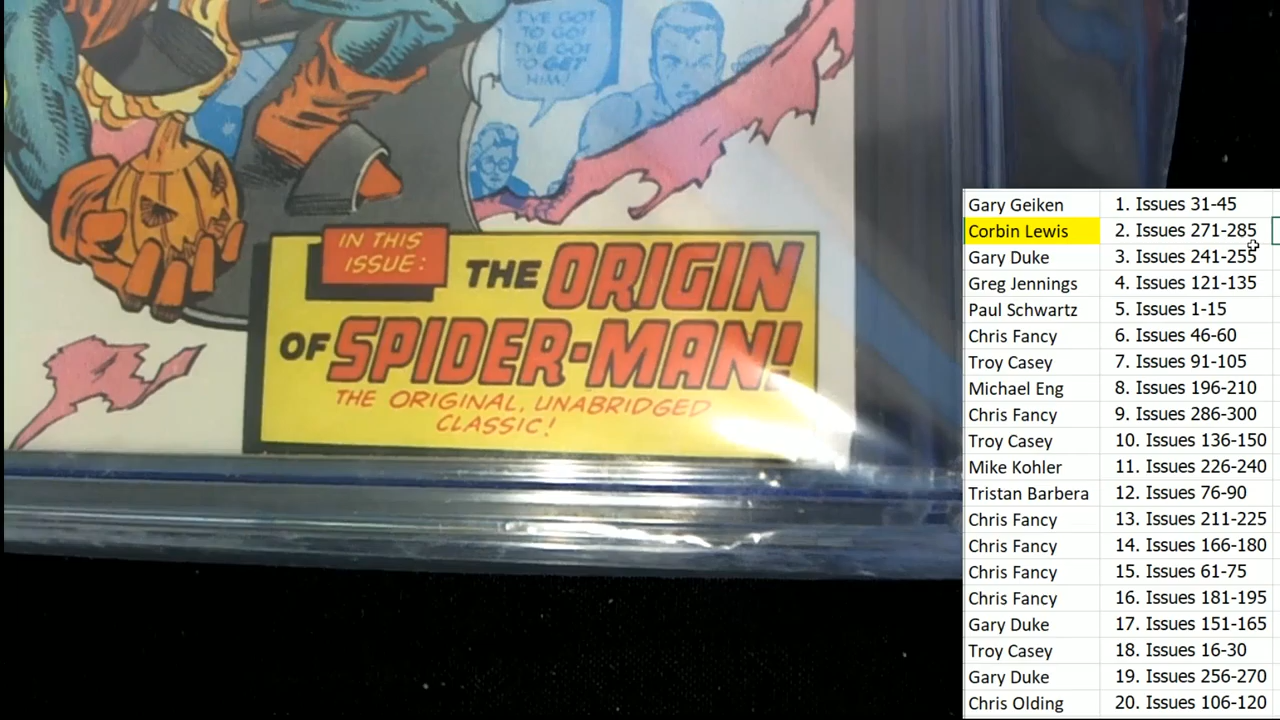 I'VE GOT
TO GO!
I'VE GOT
TO GET
HIM!
IN THIS
ISSUE:
THE ORIGIN
OF SPIDER-MAN!
THE ORIGINAL, UNABRIDGED
CLASSIC!
Gary Geiken 1. Issues 31-45
Corbin Lewis 2. Issues 271-285
Gary Duke 3. Issues 241-255
Greg Jennings 4. Issues 121-135
Paul Schwartz 5. Issues 1-15
Chris Fancy 6. Issues 46-60
Troy Casey 7. Issues 91-105
Michael Eng 8. Issues 196-210
Chris Fancy 9. Issues 286-300
Troy Casey 10. Issues 136-150
Mike Kohler 11. Issues 226-240
Tristan Barbera 12. Issues 76-90
Chris Fancy 13. Issues 211-225
Chris Fancy 14. Issues 166-180
Chris Fancy 15. Issues 61-75
Chris Fancy 16. Issues 181-195
Gary Duke 17. Issues 151-165
Troy Casey 18. Issues 16-30
Gary Duke 19. Issues 256-270
Chris Olding 20. Issues 106-120